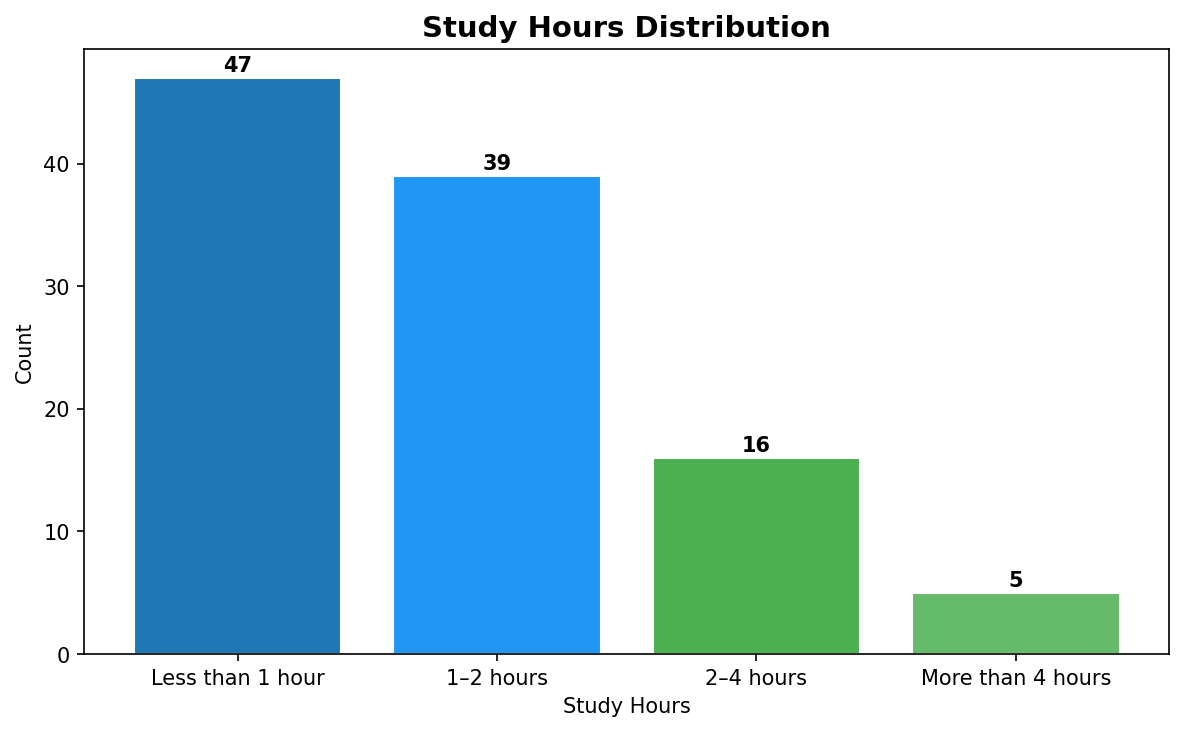 Study Hours Distribution
47
39
16
5
Count
40
30
20
10
0
Less than 1 hour
1–2 hours
2–4 hours
More than 4 hours
Study Hours